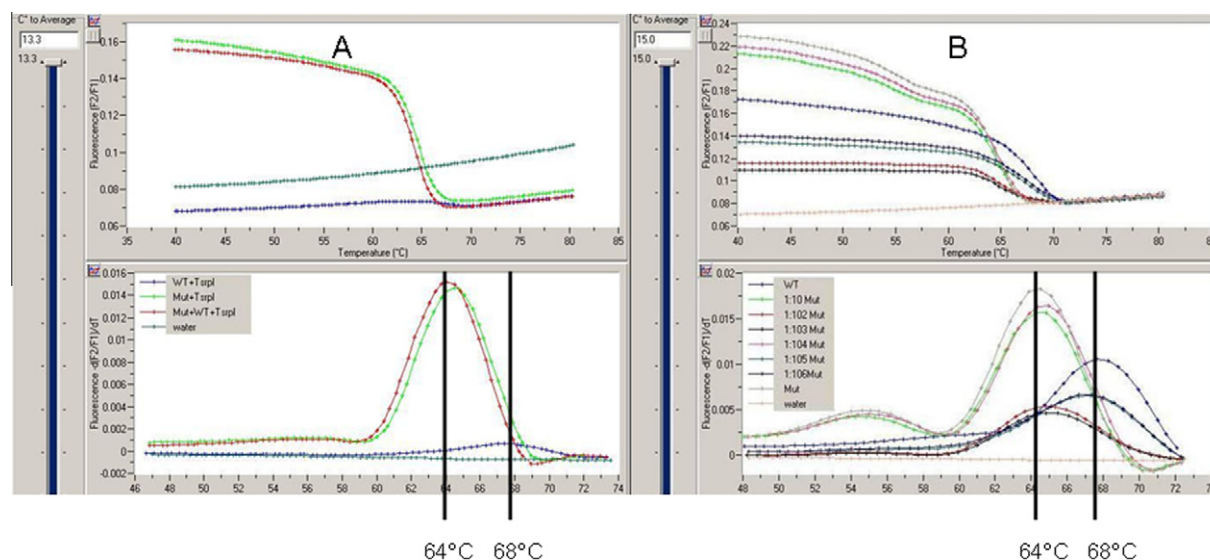 C° to Average
13.3
13.3
A
Fluorescence (F2/F1)
0.16
0.14
0.12
0.1
0.08
0.06
35 40 45 50 55 60 65 70 75 80 85
Temperature (°C)
Fluorescence -d(F2/F1)/dT
0.016
0.014
0.012
0.01
0.008
0.006
0.004
0.002
0
-0.002
WT+Tsrpl
Mut+Tsrpl
Mut+WT+Tsrpl
water
46 48 50 52 54 56 58 60 62 64 66 68 70 72 74
64°C 68°C
C° to Average
15.0
15.0
B
Fluorescence (F2/F1)
0.24
0.22
0.2
0.18
0.16
0.14
0.12
0.1
0.08
0.06
40 45 50 55 60 65 70 75 80
Temperature (°C)
Fluorescence -d(F2/F1)/dT
0.02
0.015
0.01
0.005
0
WT
1:10 Mut
1:102 Mut
1:103 Mut
1:104 Mut
1:105 Mut
1:106Mut
Mut
water
48 50 52 54 56 58 60 62 64 66 68 70 72
64°C 68°C